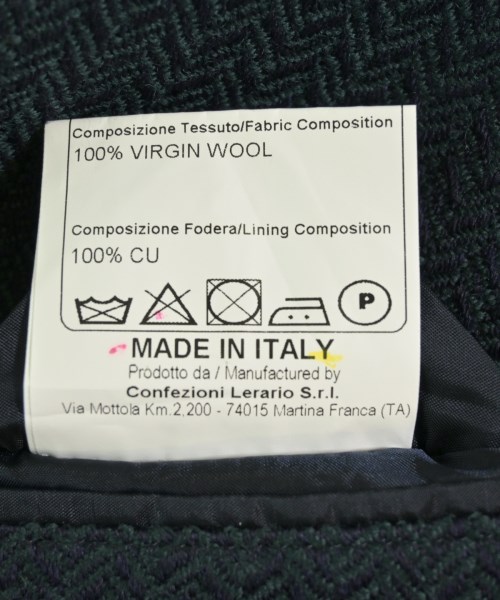 Composizione Tessuto/Fabric Composition
100% VIRGIN WOOL
Composizione Fodera/Lining Composition
100% CU
P
MADE IN ITALY
Prodotto da / Manufactured by
Confezioni Lerario S.r.l.
Via Mottola Km.2,200 - 74015 Martina Franca (TA)